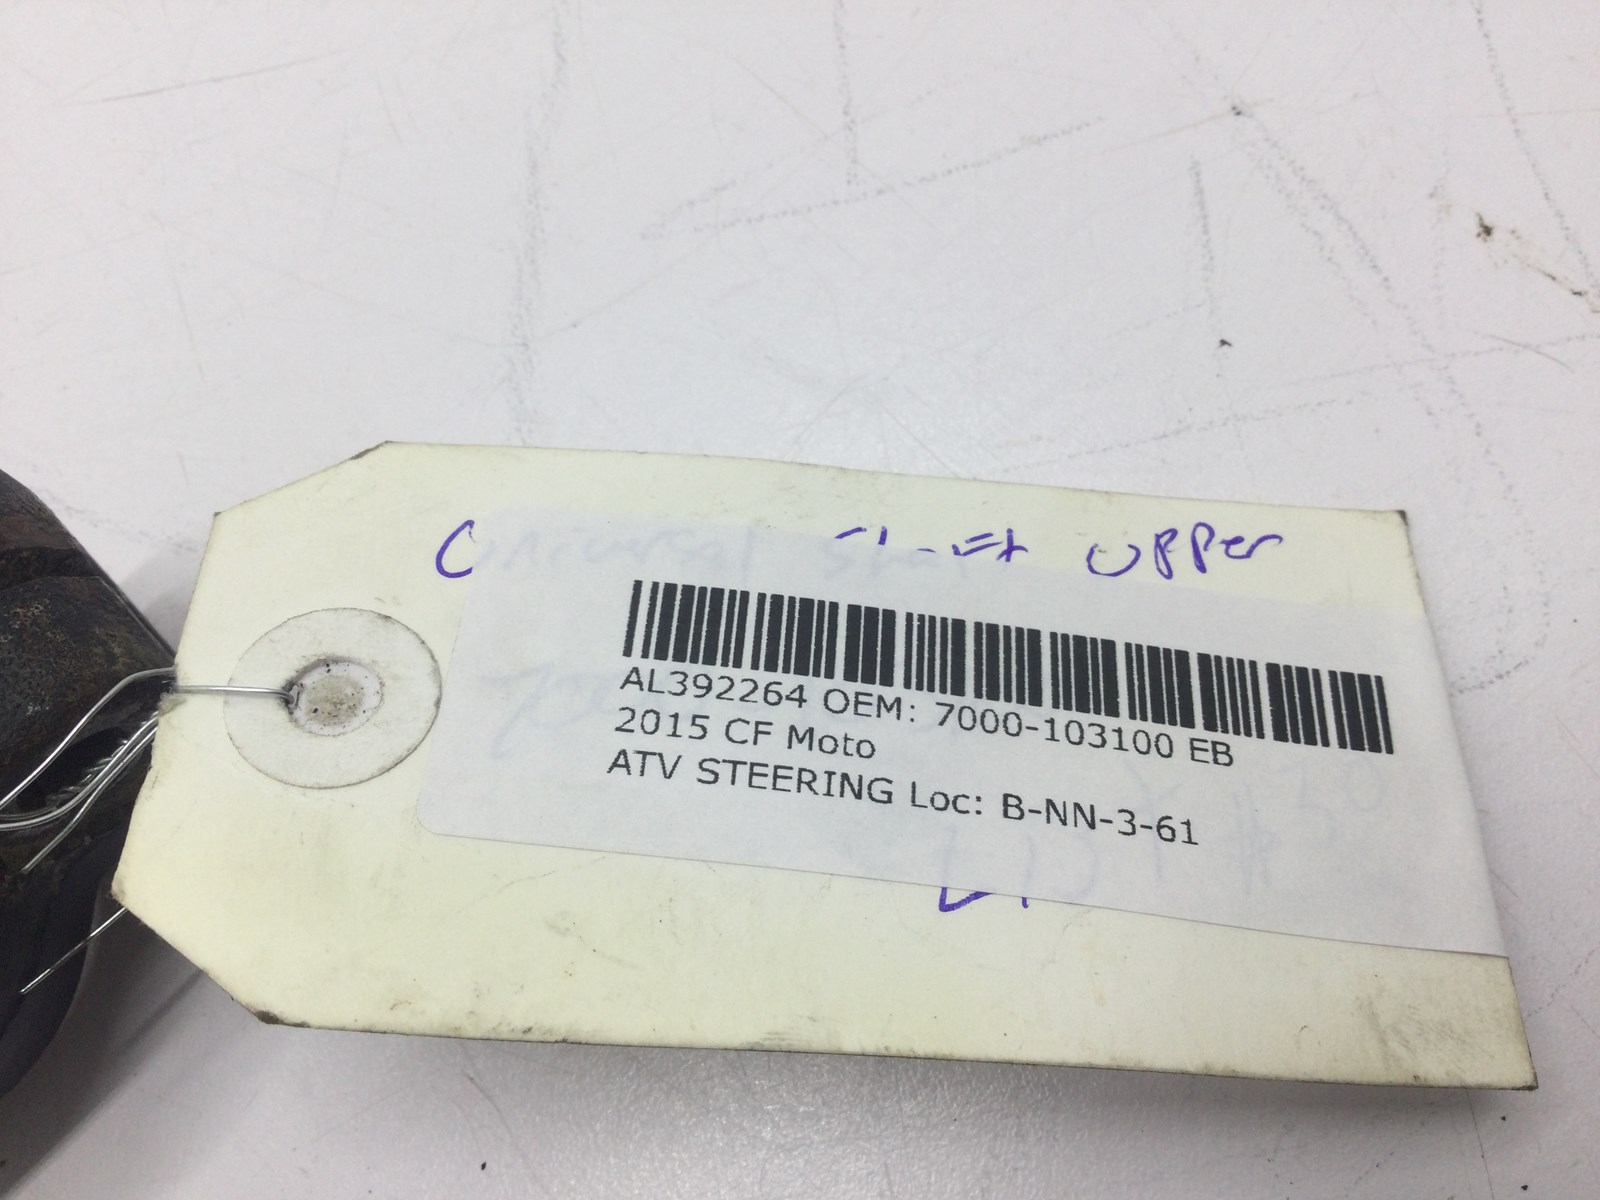 Universal Shaft Upper
AL392264 OEM: 7000-103100 EB
2015 CF Moto
ATV STEERING Loc: B-NN-3-61